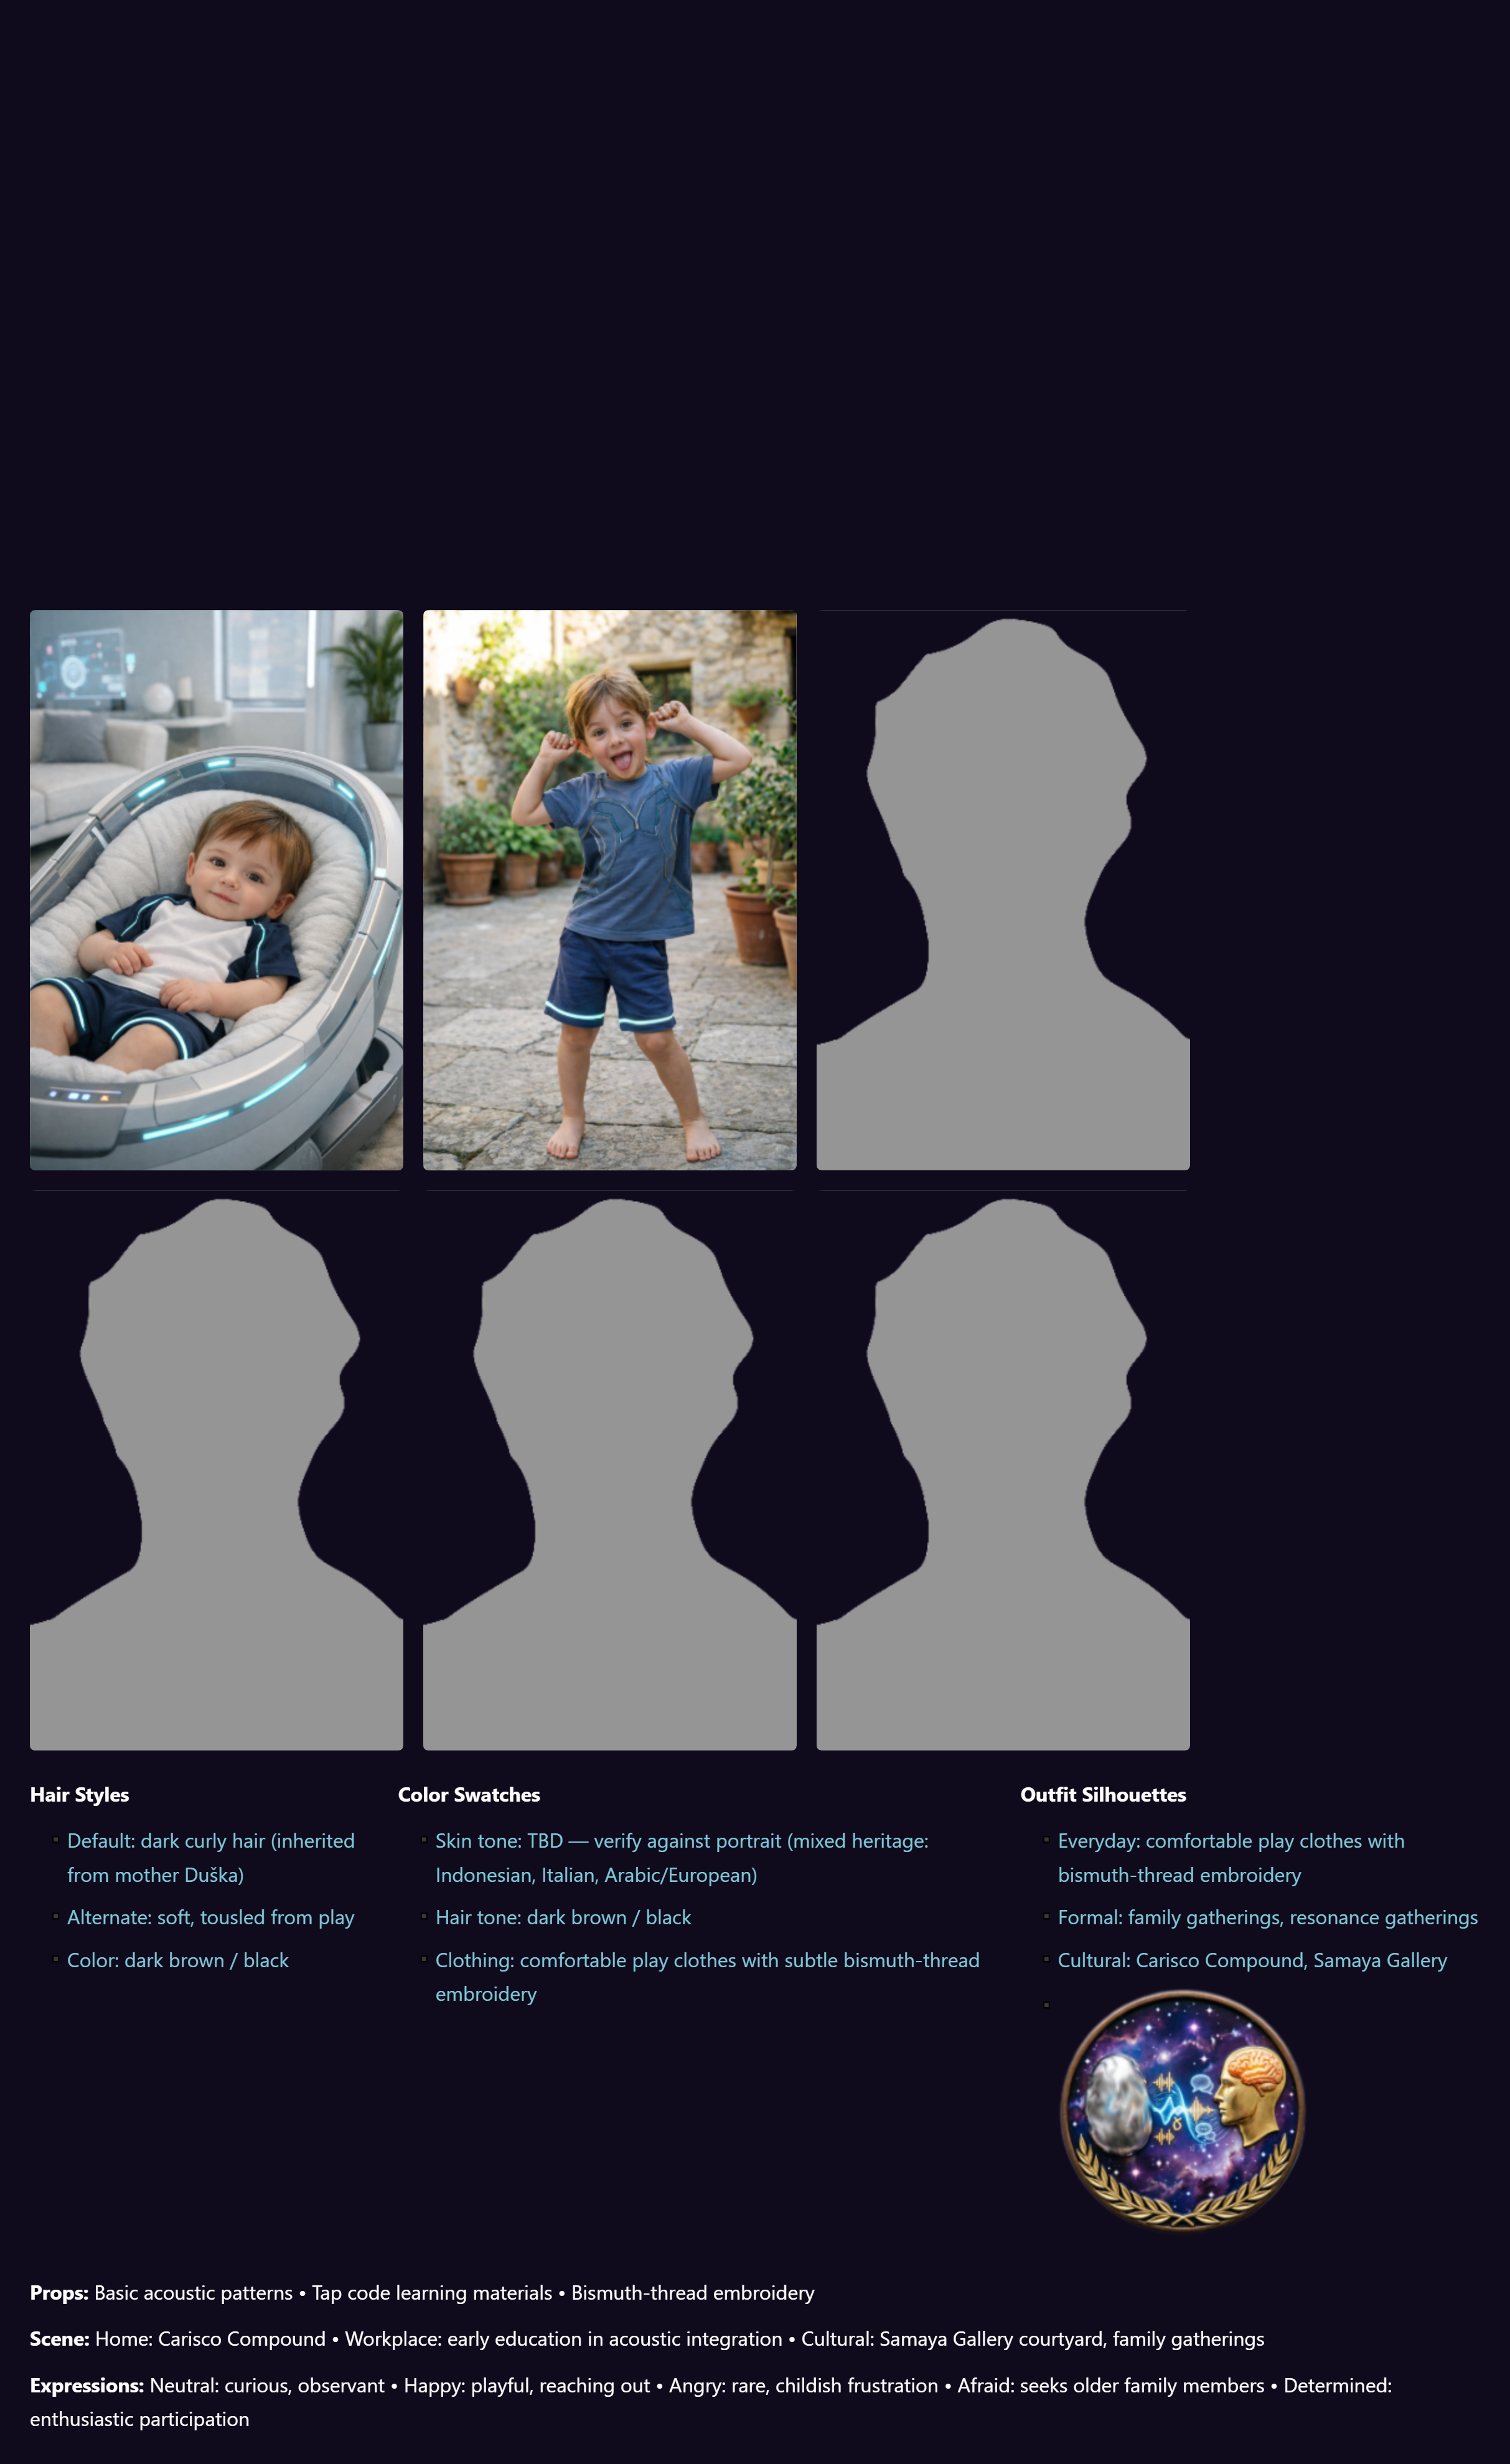 Hair Styles
Default: dark curly hair (inherited
from mother Duška)
Alternate: soft, tousled from play
Color: dark brown / black
Color Swatches
Skin tone: TBD — verify against portrait (mixed heritage:
Indonesian, Italian, Arabic/European)
Hair tone: dark brown / black
Clothing: comfortable play clothes with subtle bismuth-thread
embroidery
Outfit Silhouettes
Everyday: comfortable play clothes with
bismuth-thread embroidery
Formal: family gatherings, resonance gatherings
Cultural: Carisco Compound, Samaya Gallery
Props: Basic acoustic patterns • Tap code learning materials • Bismuth-thread embroidery
Scene: Home: Carisco Compound • Workplace: early education in acoustic integration • Cultural: Samaya Gallery courtyard, family gatherings
Expressions: Neutral: curious, observant • Happy: playful, reaching out • Angry: rare, childish frustration • Afraid: seeks older family members • Determined:
enthusiastic participation